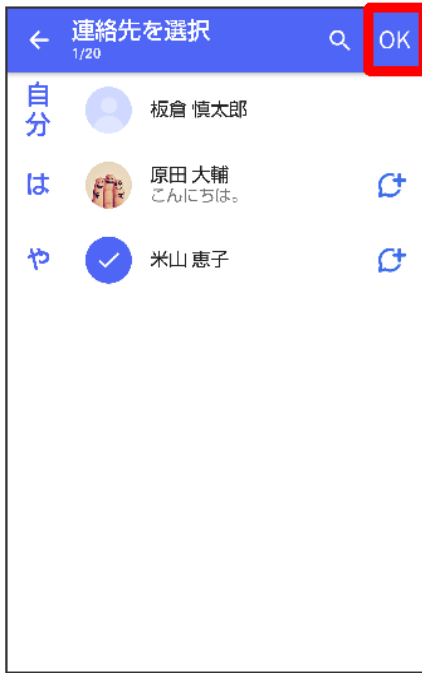 連絡先を選択
1/20
OK
自分
板倉 慎太郎
は
原田 大輔
こんにちは。
や
米山 恵子